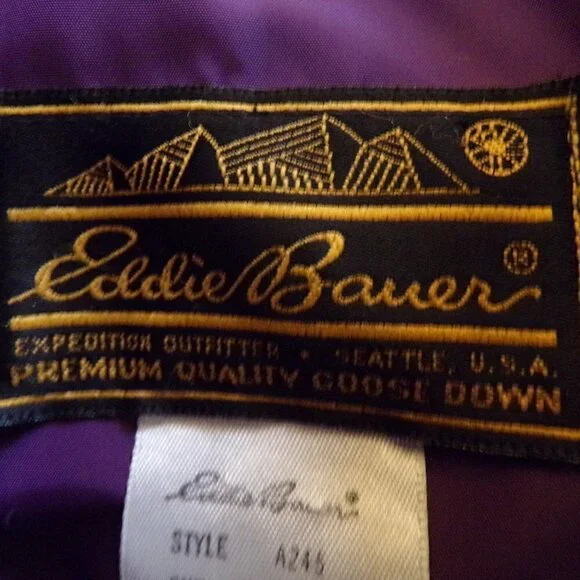 Eddie Bauer®
EXPEDITION OUTFITTER • SEATTLE, U.S.A.
PREMIUM QUALITY GOOSE DOWN
Eddie Bauer®
STYLE A245